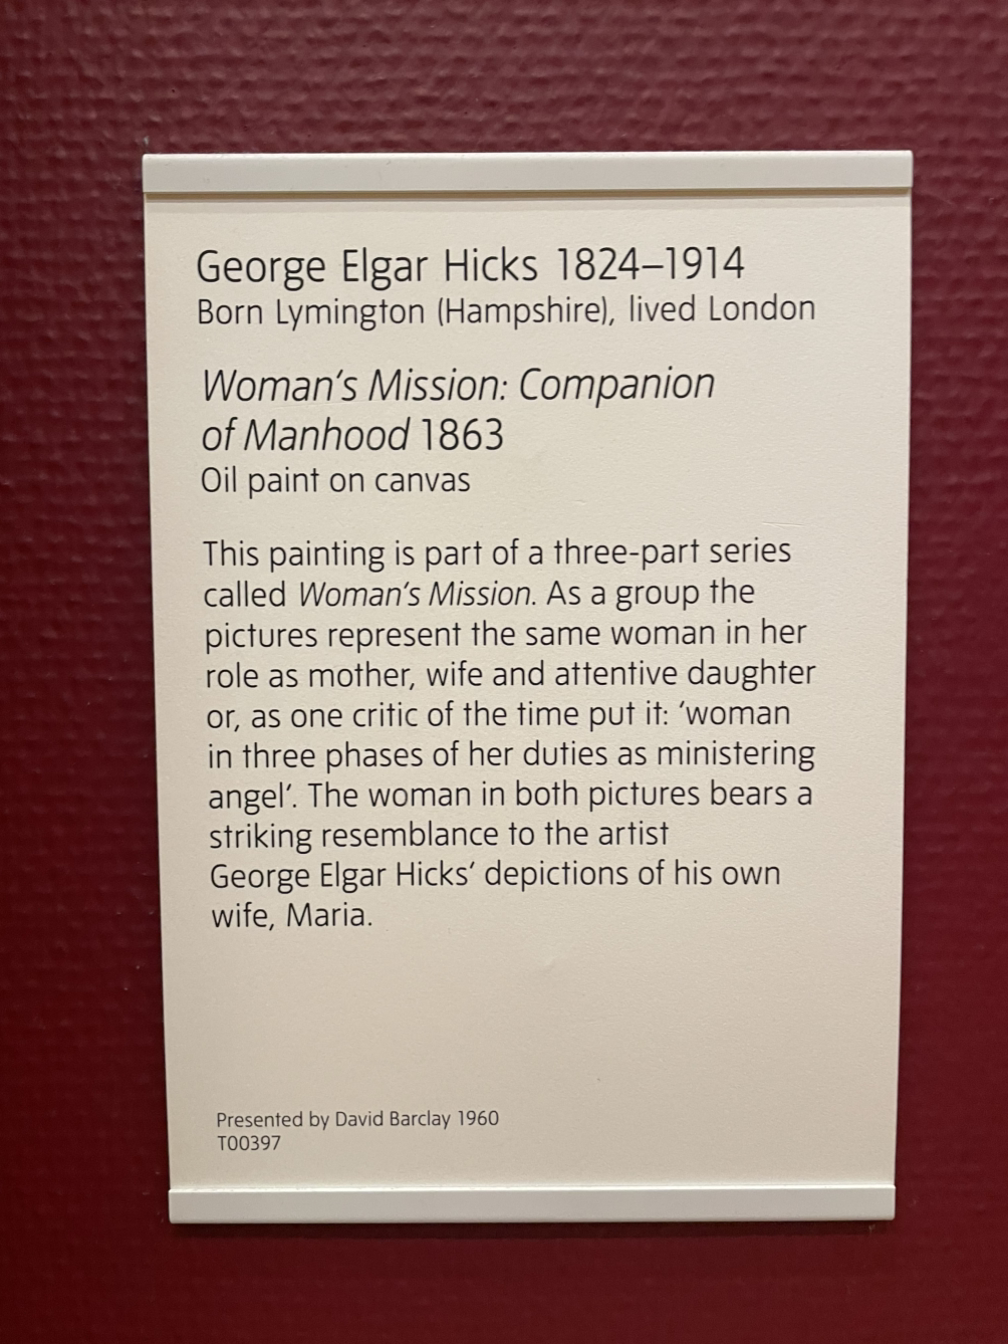 George Elgar Hicks 1824–1914
Born Lymington (Hampshire), lived London
Woman's Mission: Companion
of Manhood 1863
Oil paint on canvas
This painting is part of a three-part series
called Woman's Mission. As a group the
pictures represent the same woman in her
role as mother, wife and attentive daughter
or, as one critic of the time put it: ‘woman
in three phases of her duties as ministering
angel’. The woman in both pictures bears a
striking resemblance to the artist
George Elgar Hicks’ depictions of his own
wife, Maria.
Presented by David Barclay 1960
T00397